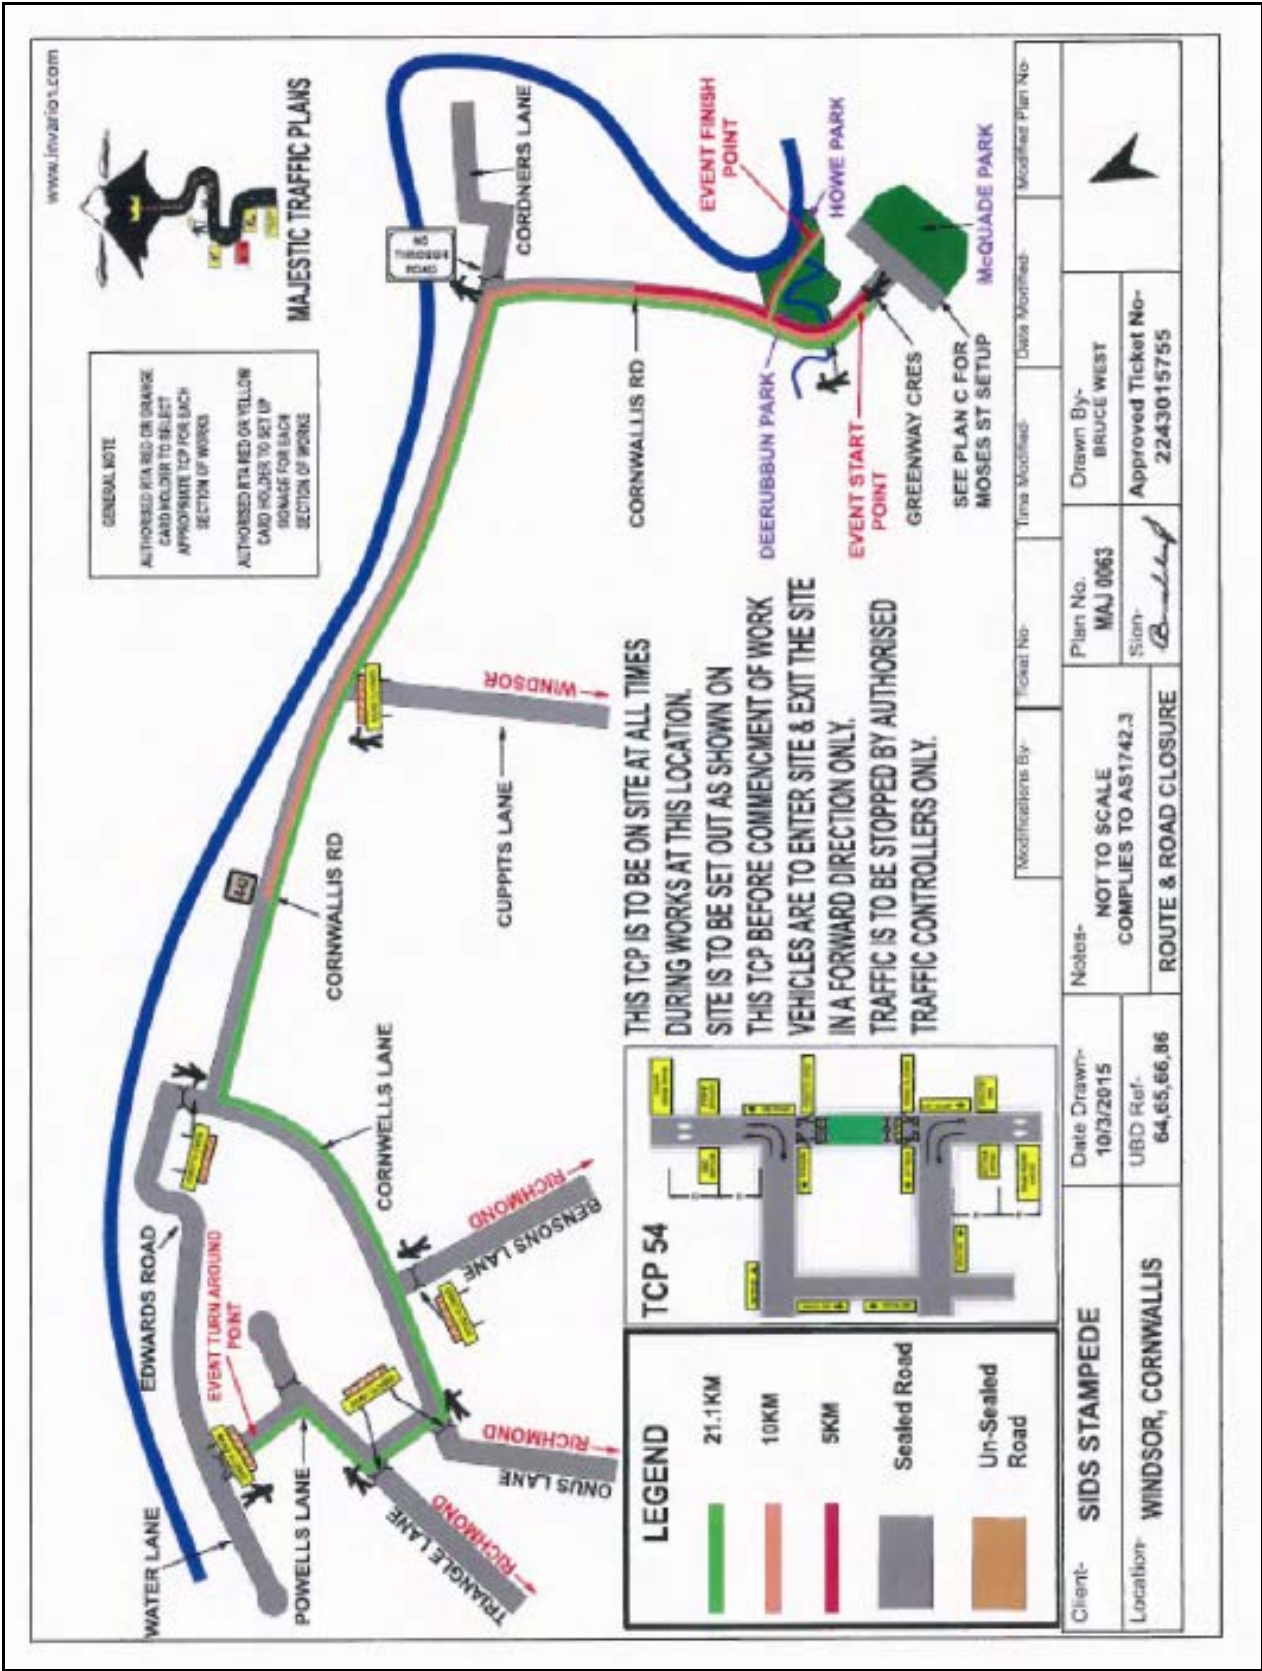 www.invarion.com
MAJESTIC TRAFFIC PLANS
GENERAL NOTE
AUTHORISED RTA RED OR ORANGE
CARD HOLDER TO SELECT
APPROPRIATE TCP FOR EACH
SECTION OF WORKS
AUTHORISED RTA RED OR YELLOW
CARD HOLDER TO SET UP
SIGNAGE FOR EACH
SECTION OF WORKS
WATER LANE
EDWARDS ROAD
EVENT TURN AROUND
POINT
POWELLS LANE
TRIANGLE LANE
RICHMOND
ONUS LANE
RICHMOND
BENSONS LANE
RICHMOND
CORNWELLS LANE
CORNWALLIS RD
CUPPITS LANE
WINDSOR
CORDNERS LANE
CORNWALLIS RD
EVENT FINISH
POINT
HOWE PARK
McQUADE PARK
DEERUBBUN PARK
EVENT START
POINT
GREENWAY CRES
SEE PLAN C FOR
MOSES ST SETUP
THIS TCP IS TO BE ON SITE AT ALL TIMES
DURING WORKS AT THIS LOCATION.
SITE IS TO BE SET OUT AS SHOWN ON
THIS TCP BEFORE COMMENCMENT OF WORK
VEHICLES ARE TO ENTER SITE & EXIT THE SITE
IN A FORWARD DIRECTION ONLY.
TRAFFIC IS TO BE STOPPED BY AUTHORISED
TRAFFIC CONTROLLERS ONLY.
LEGEND
21.1KM
10KM
5KM
Sealed Road
Un-Sealed
Road
TCP 54
Modifications By-
Ticket No-
Time Modified-
Date Modified-
Modified Plan No-
Client- SIDS STAMPEDE
Date Drawn-
10/3/2015
Notes-
NOT TO SCALE
COMPLIES TO AS1742.3
Plan No.
MAJ 0063
Drawn By-
BRUCE WEST
Location- WINDSOR, CORNWALLIS
UBD Ref-
64,65,66,86
ROUTE & ROAD CLOSURE
Sign-
Approved Ticket No-
2243015755